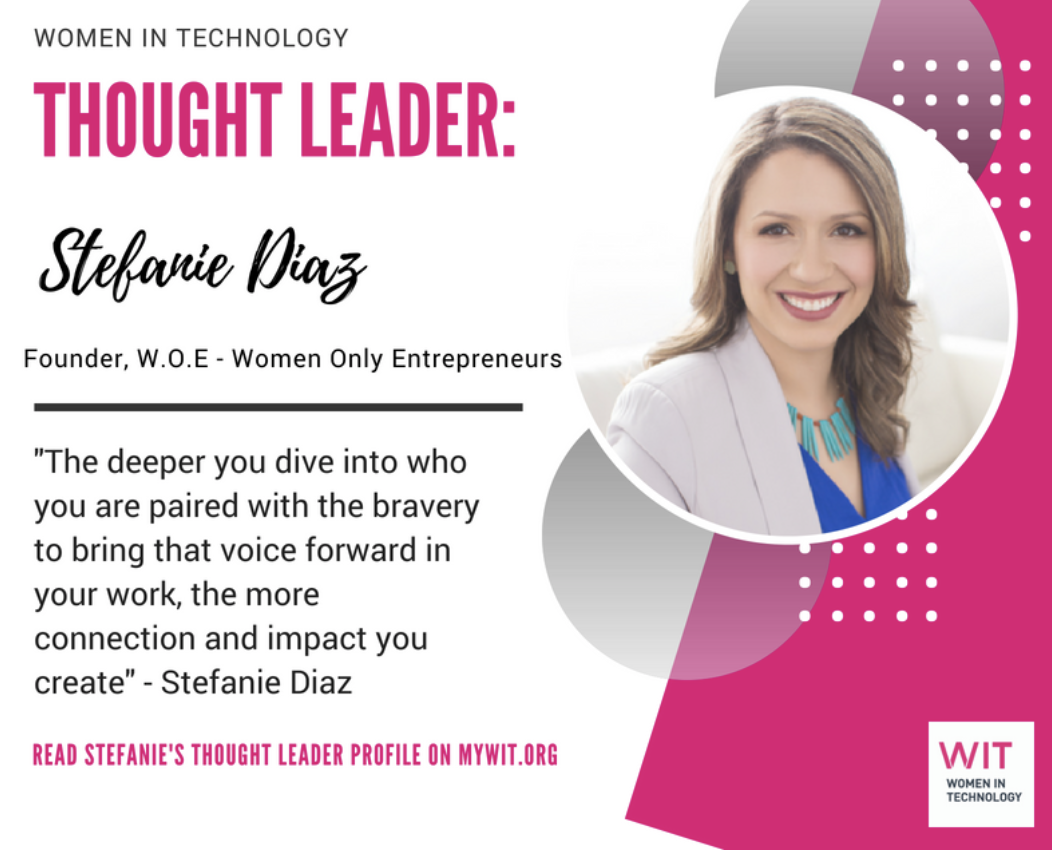 WOMEN IN TECHNOLOGY
THOUGHT LEADER:
Stefanie Diaz
Founder, W.O.E - Women Only Entrepreneurs
"The deeper you dive into who
you are paired with the bravery
to bring that voice forward in
your work, the more
connection and impact you
create" - Stefanie Diaz
READ STEFANIE'S THOUGHT LEADER PROFILE ON MYWIT.ORG
WIT
WOMEN IN
TECHNOLOGY